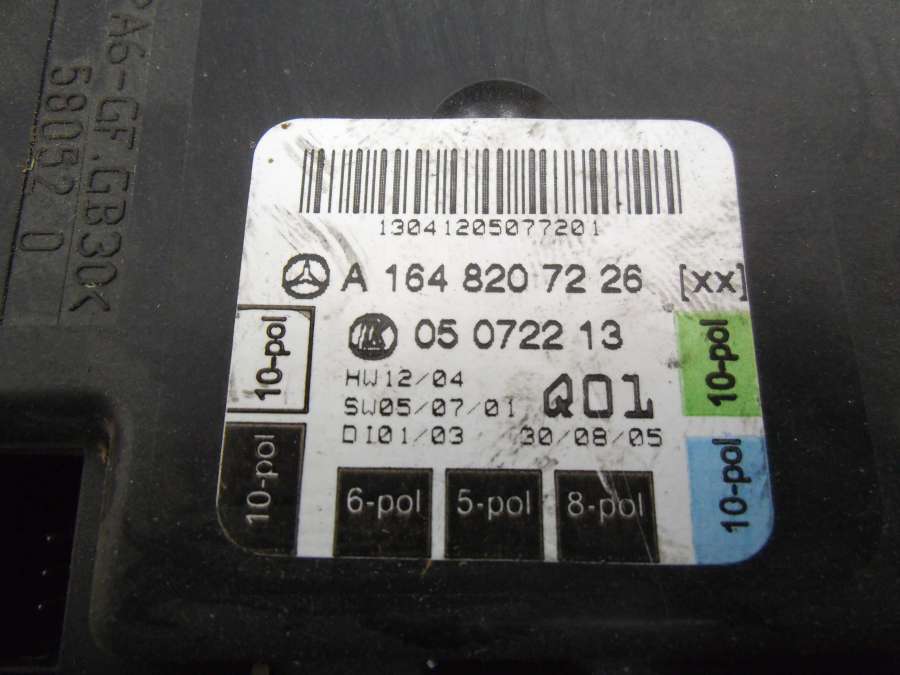 PA6-GF.GB30<
58052 0
13041205077201
A 164 820 72 26 [xx]
05 0722 13
10-pol
10-pol
HW12/04
SW05/07/01 Q01
DI01/03 30/08/05
10-pol
6-pol 5-pol 8-pol
10-pol